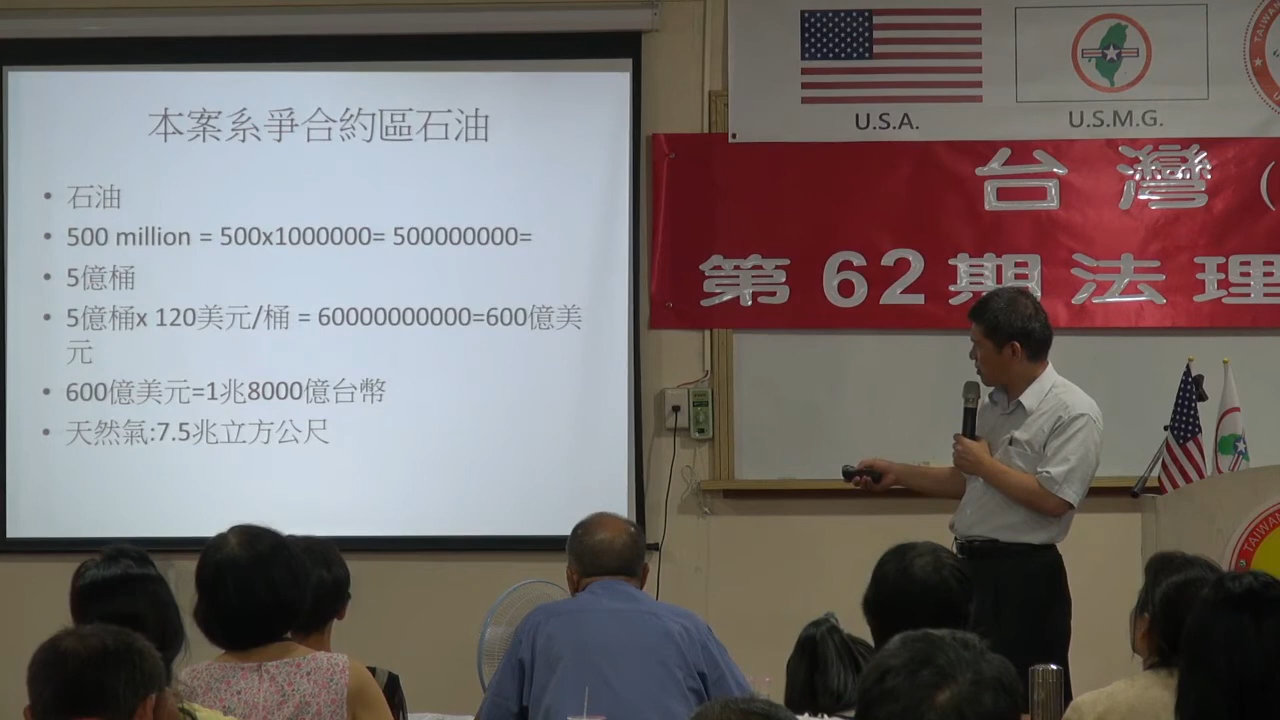 本案系爭合約區石油
• 石油
• 500 million = 500x1000000= 500000000=
• 5億桶
• 5億桶x 120美元/桶 = 60000000000=600億美
元
• 600億美元=1兆8000億台幣
• 天然氣:7.5兆立方公尺
U.S.A.
U.S.M.G.
台灣(
第62期法理
TAIWAN